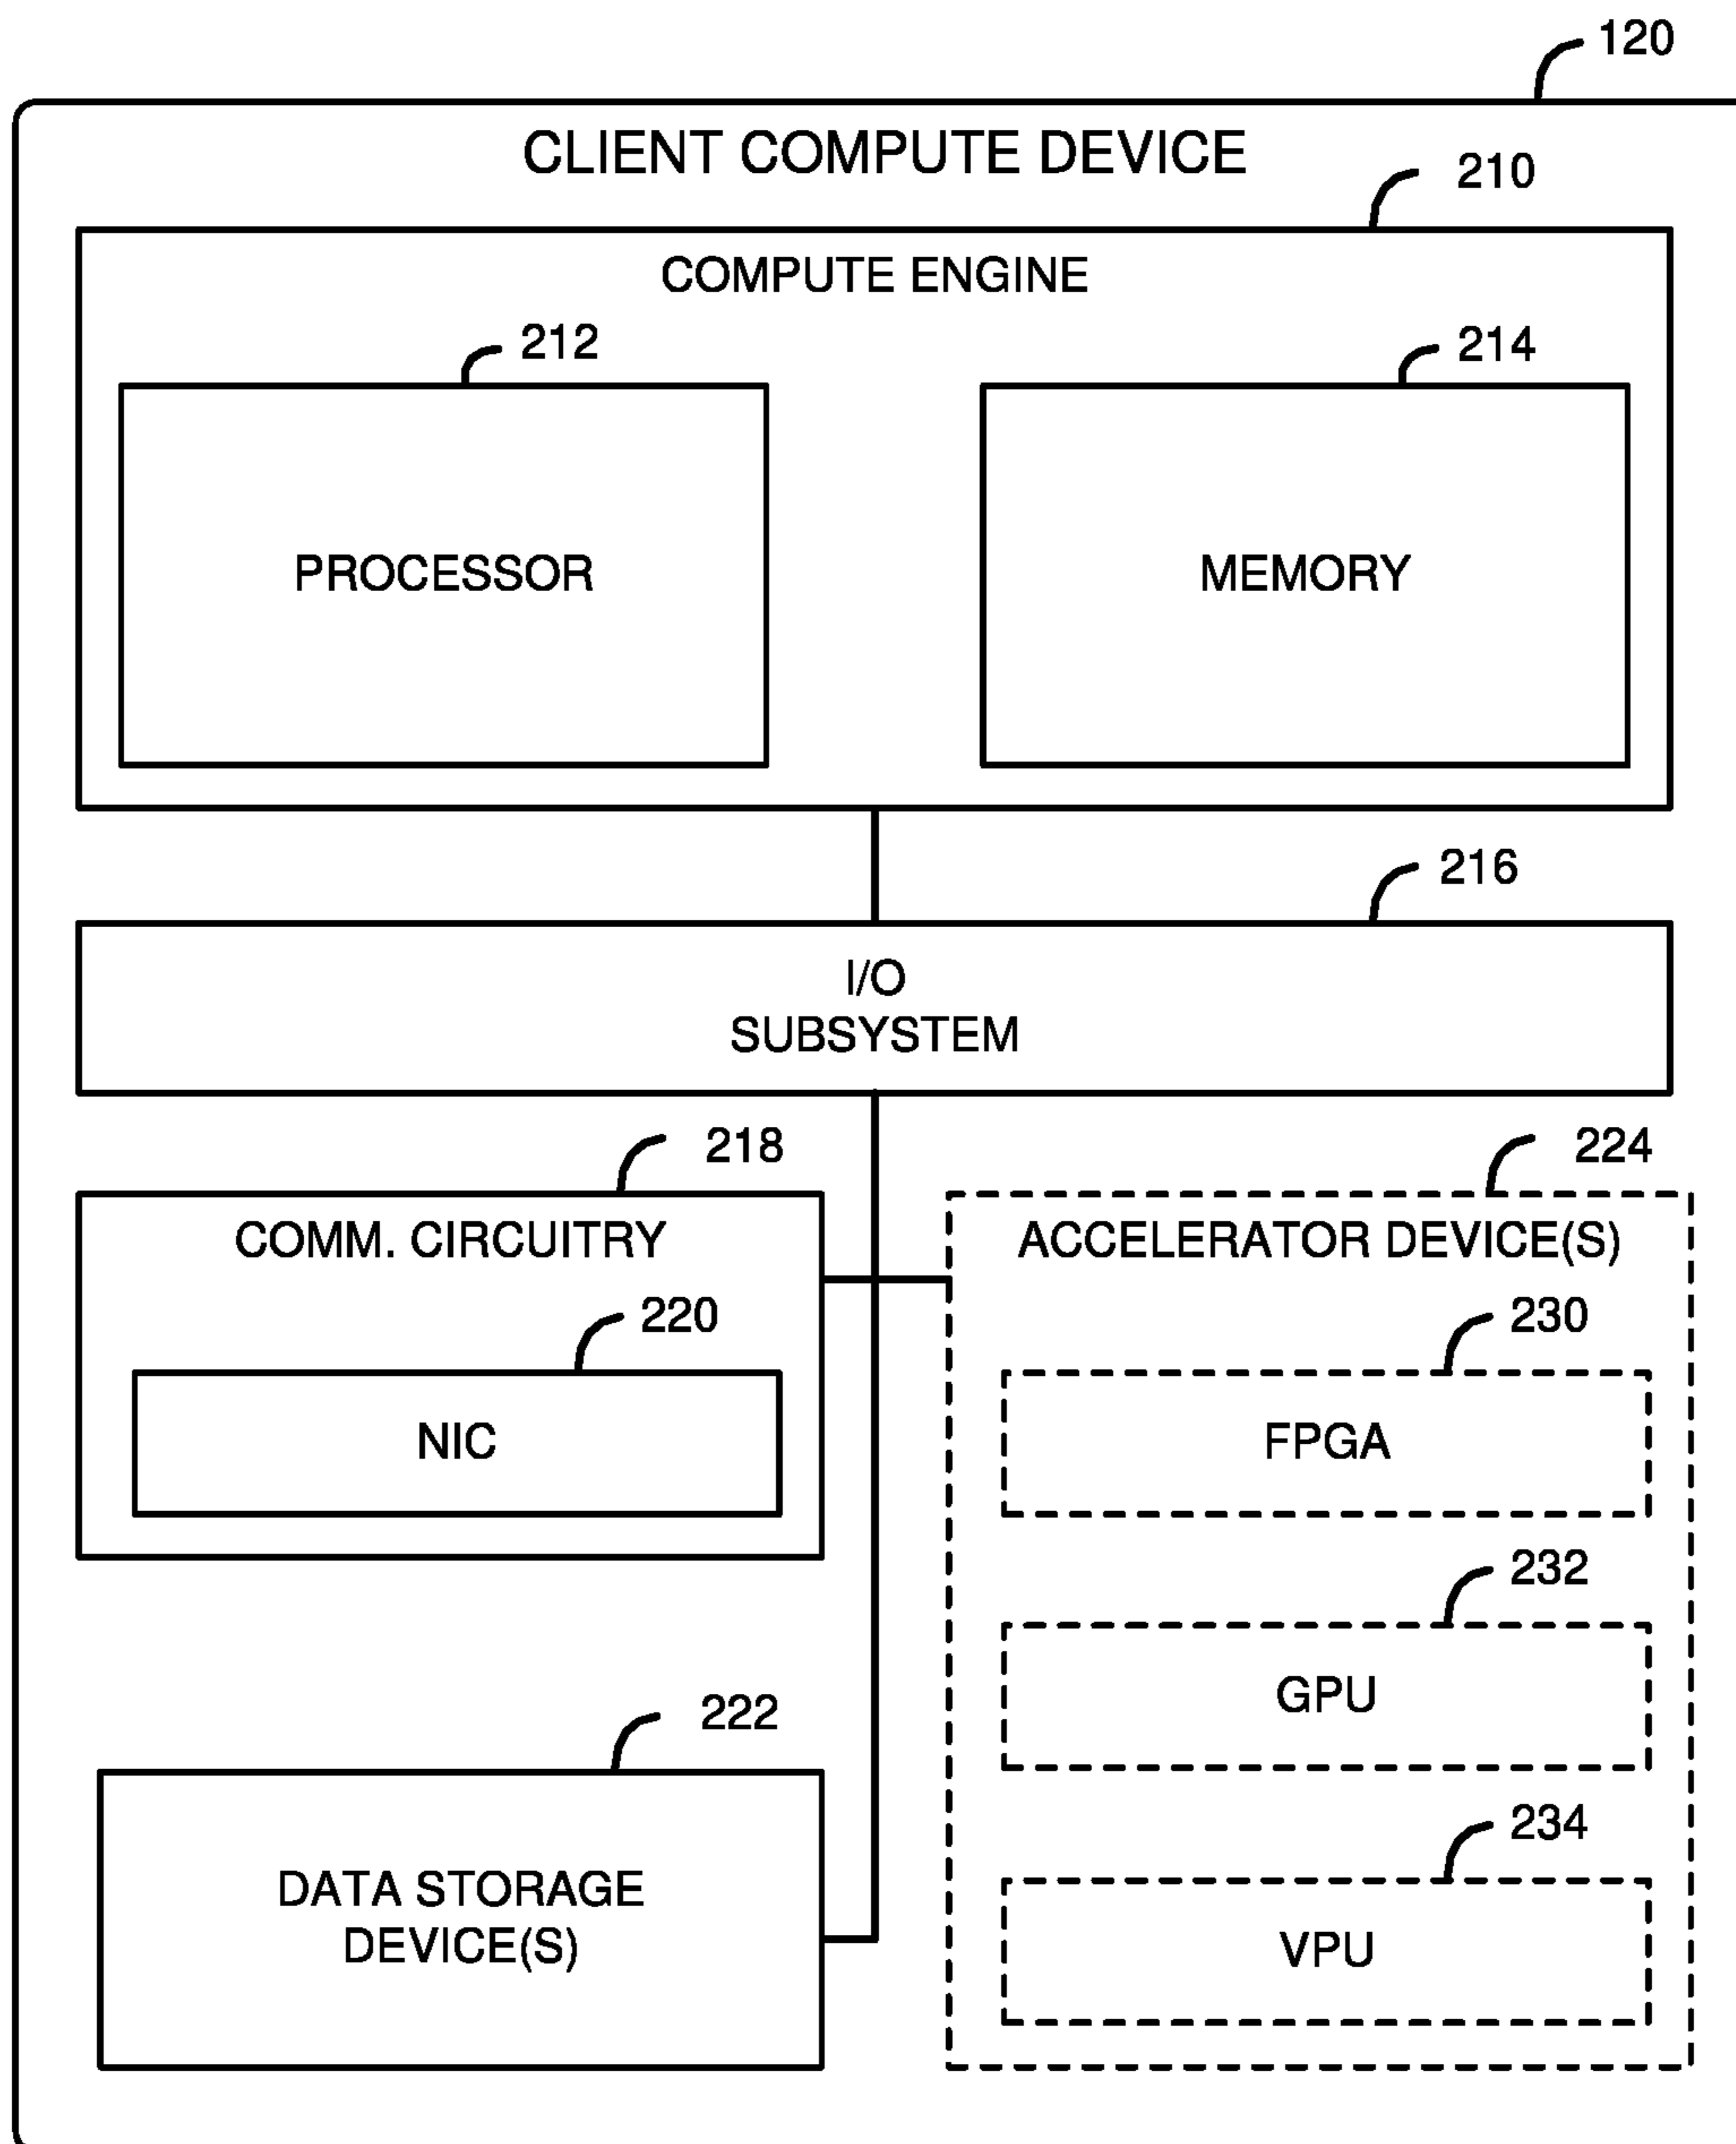 120
CLIENT COMPUTE DEVICE
210
COMPUTE ENGINE
212
214
PROCESSOR
MEMORY
216
I/O
SUBSYSTEM
218
224
COMM. CIRCUITRY
ACCELERATOR DEVICE(S)
220
230
NIC
FPGA
232
GPU
222
234
DATA STORAGE
DEVICE(S)
VPU